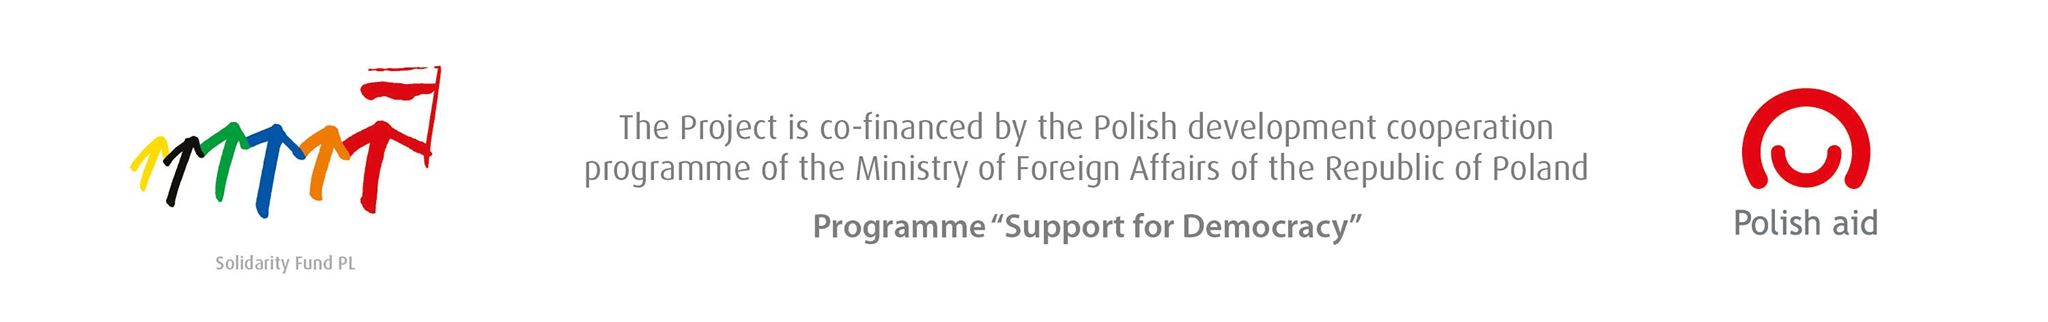 The Project is co-financed by the Polish development cooperation
programme of the Ministry of Foreign Affairs of the Republic of Poland
Programme “Support for Democracy”
Solidarity Fund PL
Polish aid